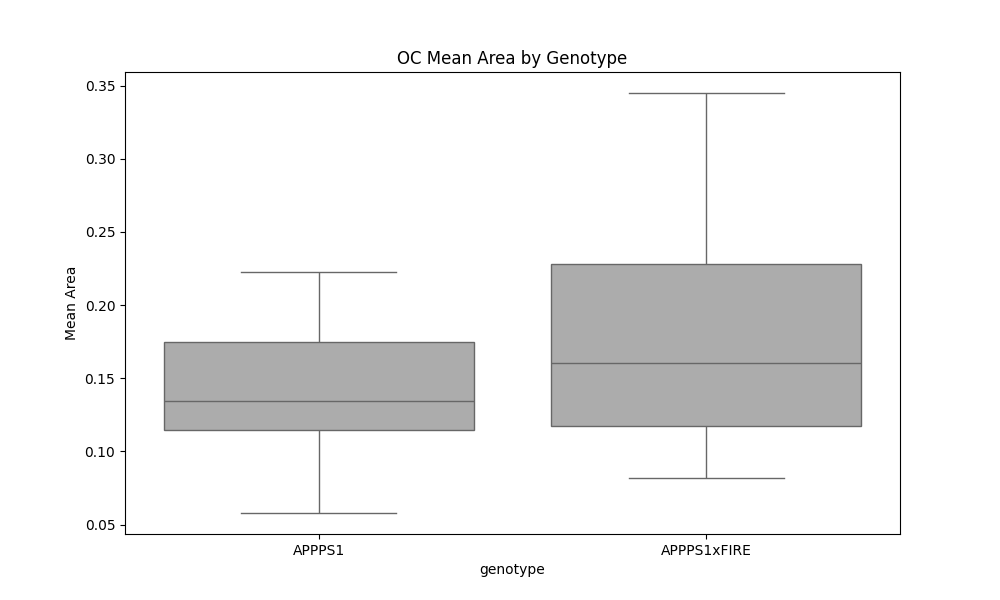 OC Mean Area by Genotype
Mean Area
0.35
0.30
0.25
0.20
0.15
0.10
0.05
APPPS1
APPPS1xFIRE
genotype